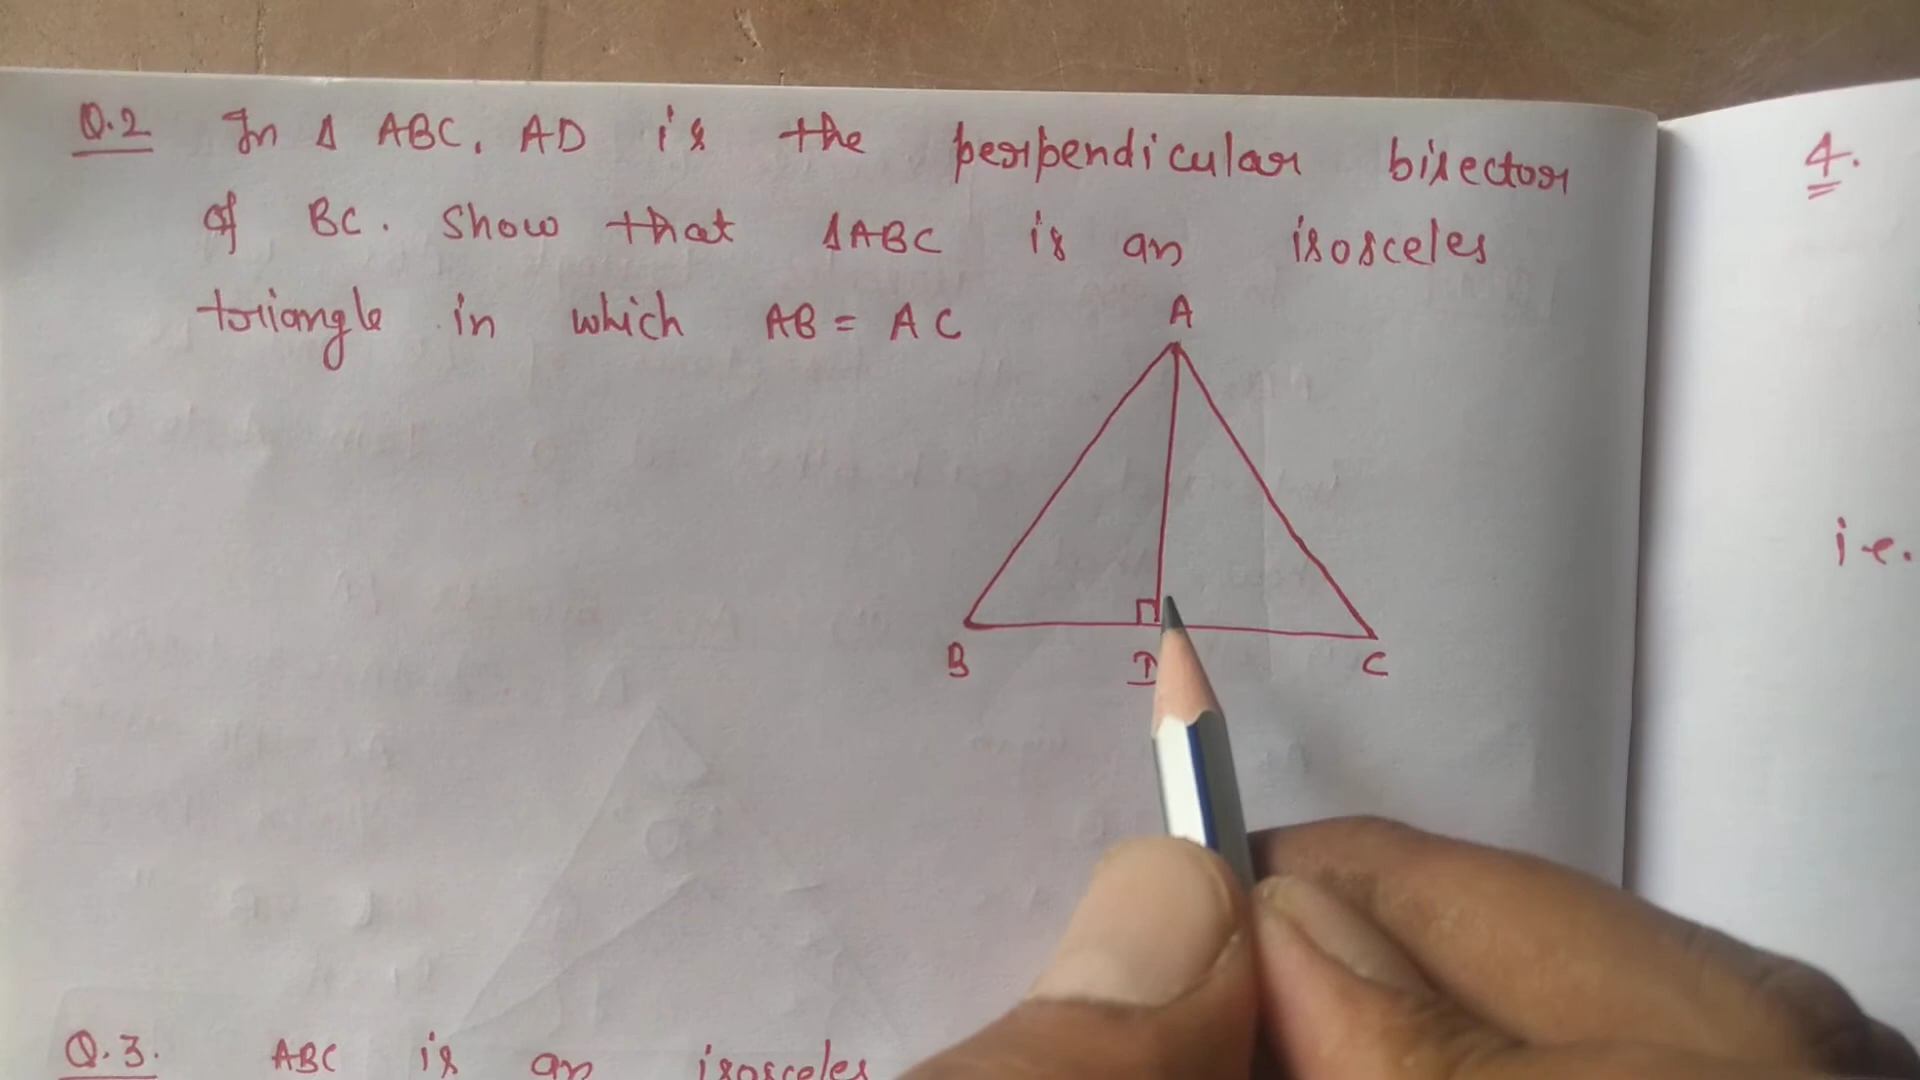 Q.2 In Δ ABC, AD is the perpendicular bisector
of BC. Show that ΔABC is an isosceles
triangle in which AB = AC
A
B D C
Q.3. ABC is an isosceles
4.
i.e.